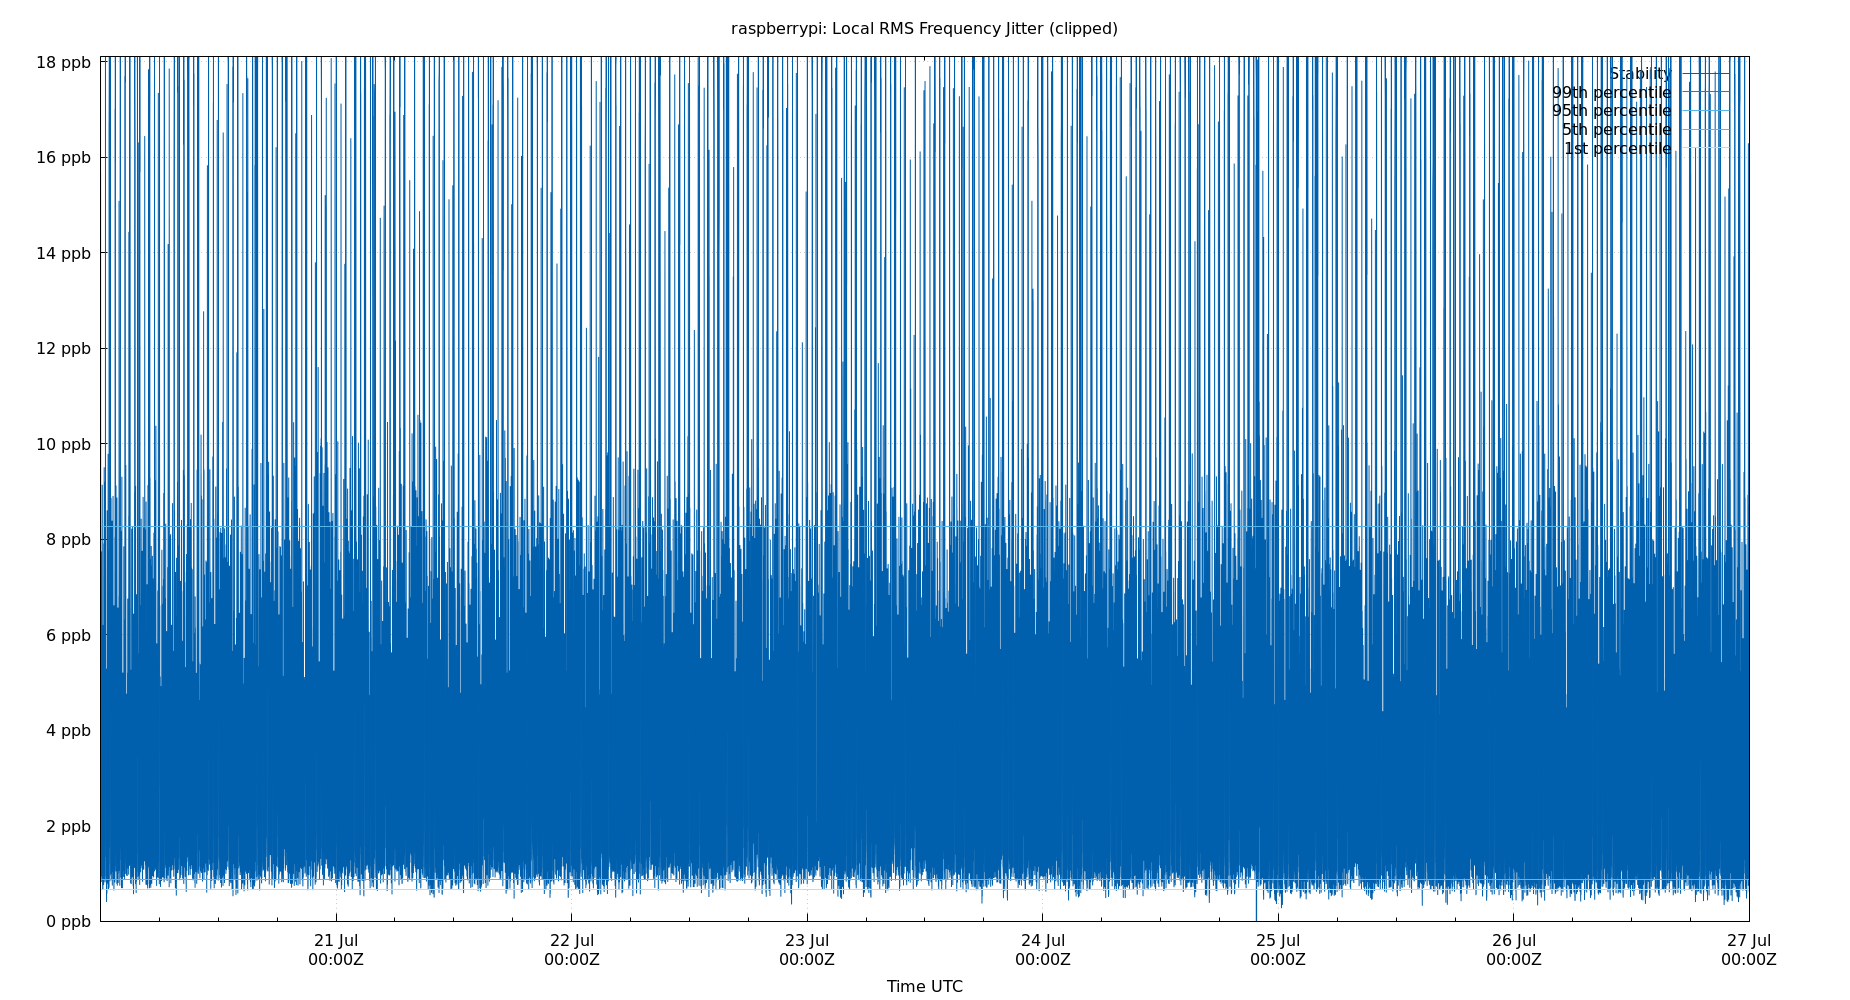 raspberrypi: Local RMS Frequency Jitter (clipped)
18 ppb
16 ppb
14 ppb
12 ppb
10 ppb
8 ppb
6 ppb
4 ppb
2 ppb
0 ppb
Stability
99th percentile
95th percentile
5th percentile
1st percentile
21 Jul
00:00Z
22 Jul
00:00Z
23 Jul
00:00Z
24 Jul
00:00Z
25 Jul
00:00Z
26 Jul
00:00Z
27 Jul
00:00Z
Time UTC